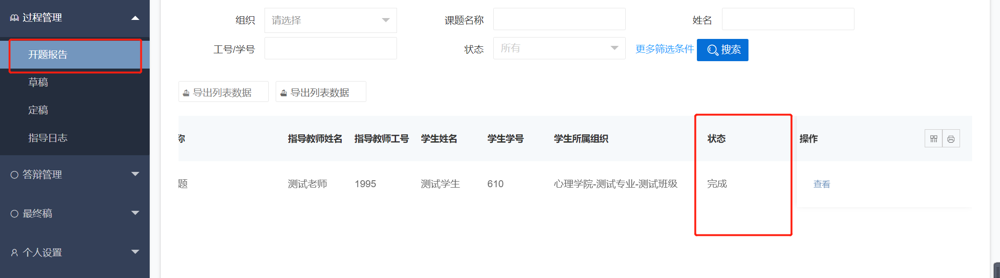 过程管理
开题报告
草稿
定稿
指导日志
答辩管理
最终稿
个人设置
组织 请选择 课题名称 姓名
工号/学号 状态 所有 更多筛选条件 搜索
导出列表数据 导出列表数据
称 指导教师姓名 指导教师工号 学生姓名 学生学号 学生所属组织 状态 操作
题 测试老师 1995 测试学生 610 心理学院-测试专业-测试班级 完成 查看